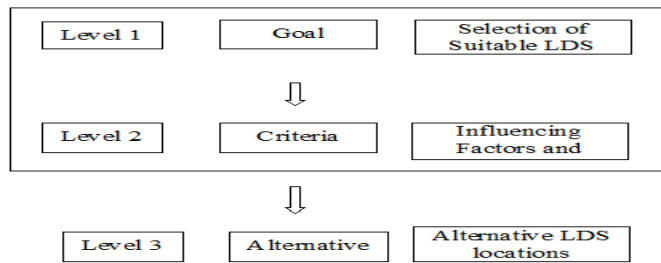 Level 1
Goal
Selection of
Suitable LDS
Level 2
Criteria
Influencing
Factors and
Level 3
Alternative
Alternative LDS
locations